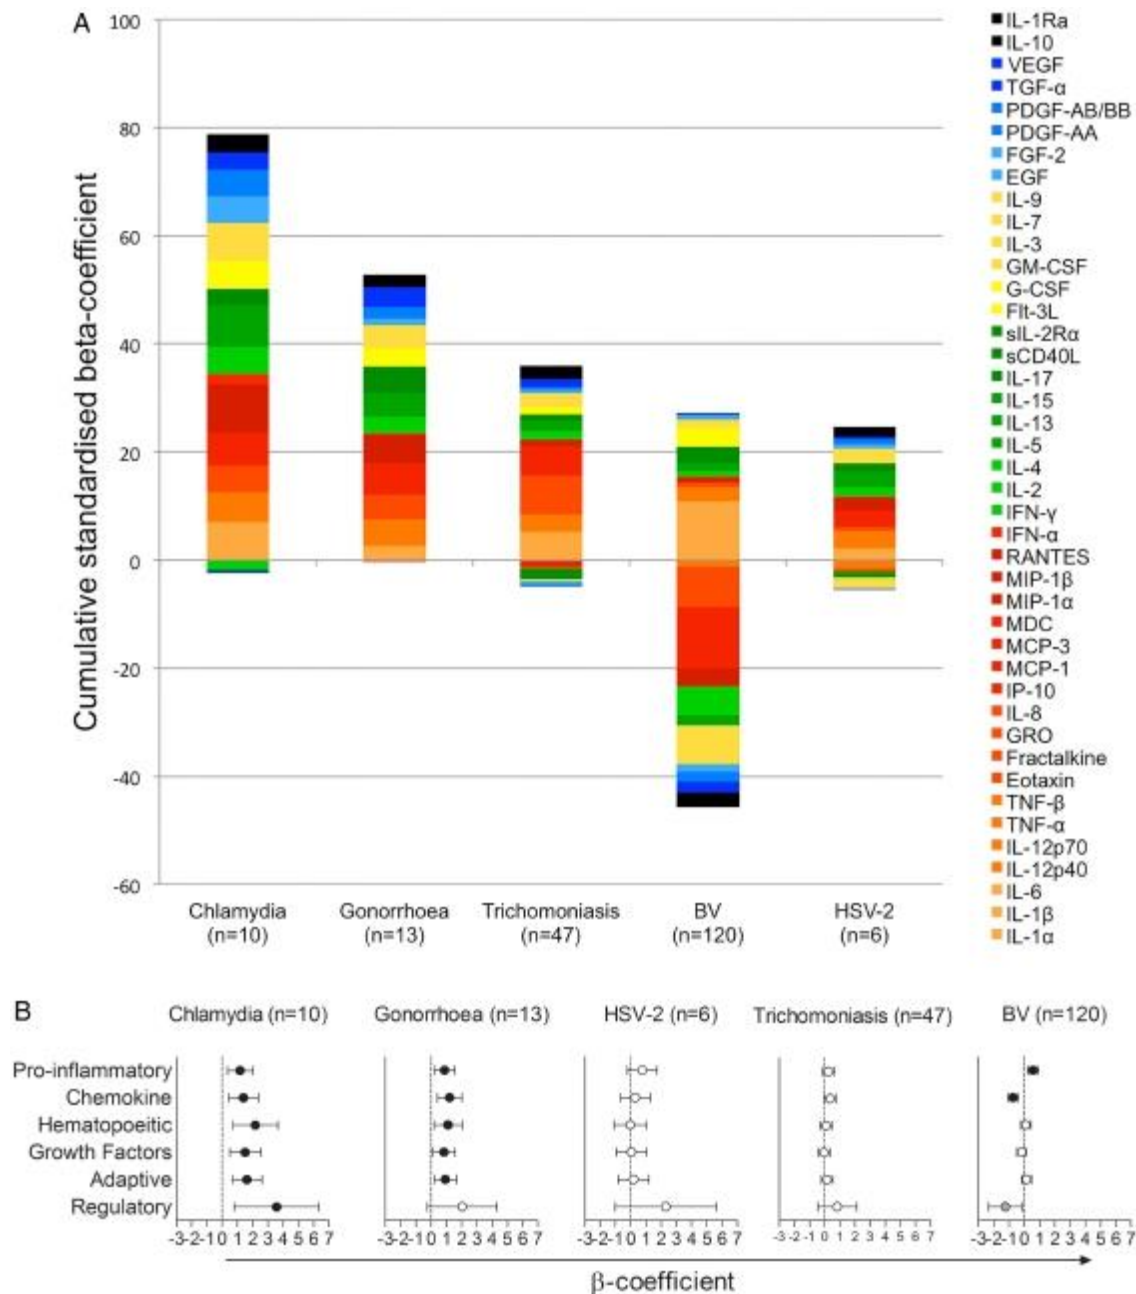 A
100
80
60
40
20
0
-20
-40
-60
Cumulative standardised beta-coefficient
Chlamydia
(n=10)
Gonorrhoea
(n=13)
Trichomoniasis
(n=47)
BV
(n=120)
HSV-2
(n=6)
IL-1Ra
IL-10
VEGF
TGF-α
PDGF-AB/BB
PDGF-AA
FGF-2
EGF
IL-9
IL-7
IL-3
GM-CSF
G-CSF
Flt-3L
sIL-2Rα
sCD40L
IL-17
IL-15
IL-13
IL-5
IL-4
IL-2
IFN-γ
IFN-α
RANTES
MIP-1β
MIP-1α
MDC
MCP-3
MCP-1
IP-10
IL-8
GRO
Fractalkine
Eotaxin
TNF-β
TNF-α
IL-12p70
IL-12p40
IL-6
IL-1β
IL-1α
B
Chlamydia (n=10) Gonorrhoea (n=13) HSV-2 (n=6) Trichomoniasis (n=47) BV (n=120)
Pro-inflammatory
Chemokine
Hematopoeitic
Growth Factors
Adaptive
Regulatory
-3-2-1 0 1 2 3 4 5 6 7 -3-2-1 0 1 2 3 4 5 6 7 -3-2-1 0 1 2 3 4 5 6 7 -3-2-1 0 1 2 3 4 5 6 7 -3-2-1 0 1 2 3 4 5 6 7
β-coefficient